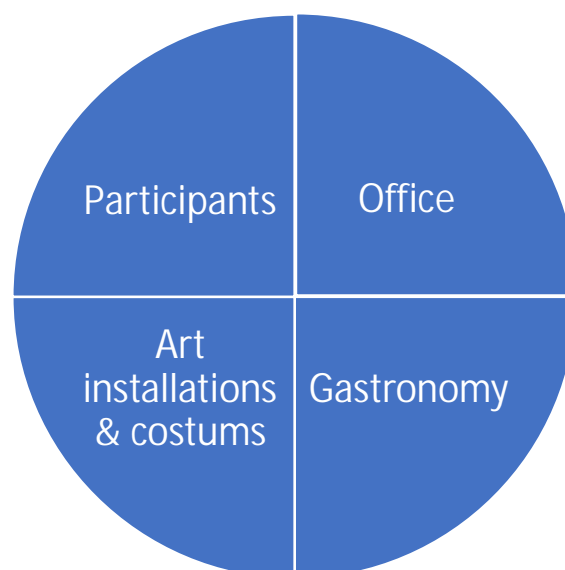 Participants
Office
Art
installations
& costums
Gastronomy